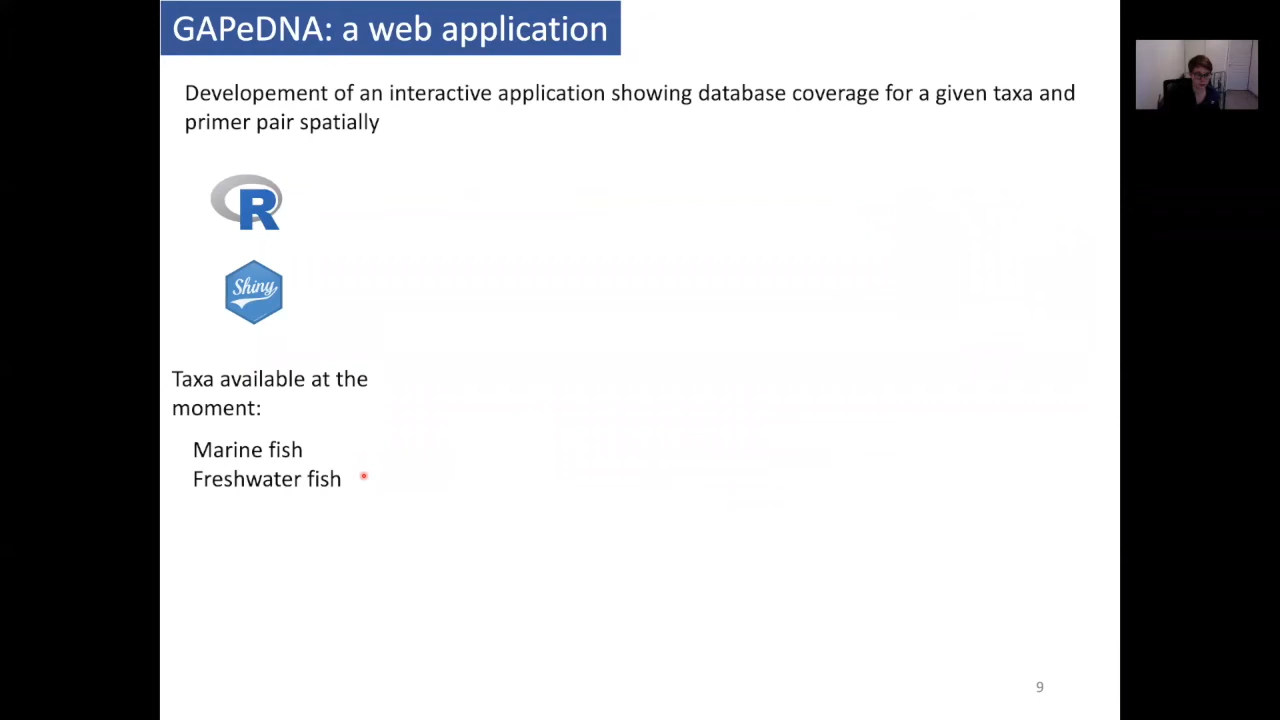 GAPeDNA: a web application
Developement of an interactive application showing database coverage for a given taxa and
primer pair spatially
R
Shiny
Taxa available at the
moment:
Marine fish
Freshwater fish
9